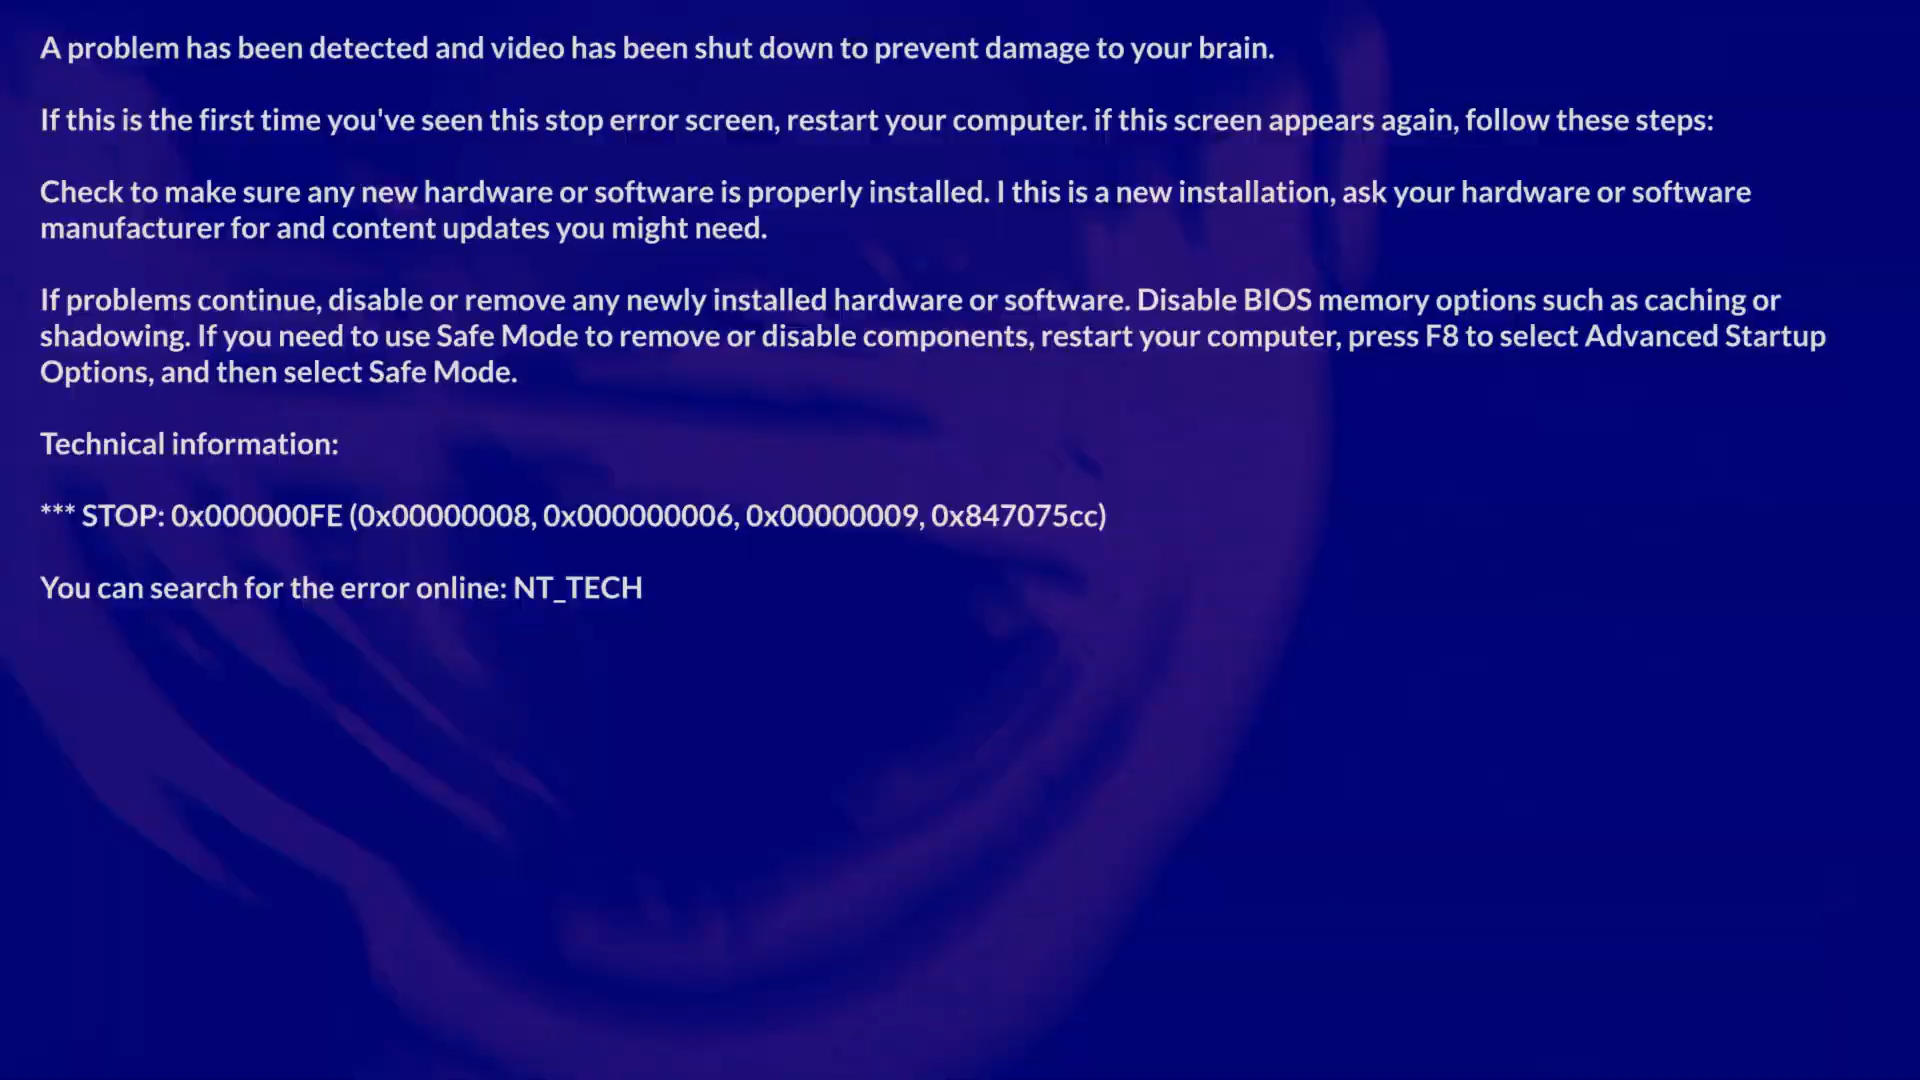 A problem has been detected and video has been shut down to prevent damage to your brain.
If this is the first time you've seen this stop error screen, restart your computer. if this screen appears again, follow these steps:
Check to make sure any new hardware or software is properly installed. I this is a new installation, ask your hardware or software
manufacturer for and content updates you might need.
If problems continue, disable or remove any newly installed hardware or software. Disable BIOS memory options such as caching or
shadowing. If you need to use Safe Mode to remove or disable components, restart your computer, press F8 to select Advanced Startup
Options, and then select Safe Mode.
Technical information:
*** STOP: 0x000000FE (0x00000008, 0x000000006, 0x00000009, 0x847075cc)
You can search for the error online: NT_TECH